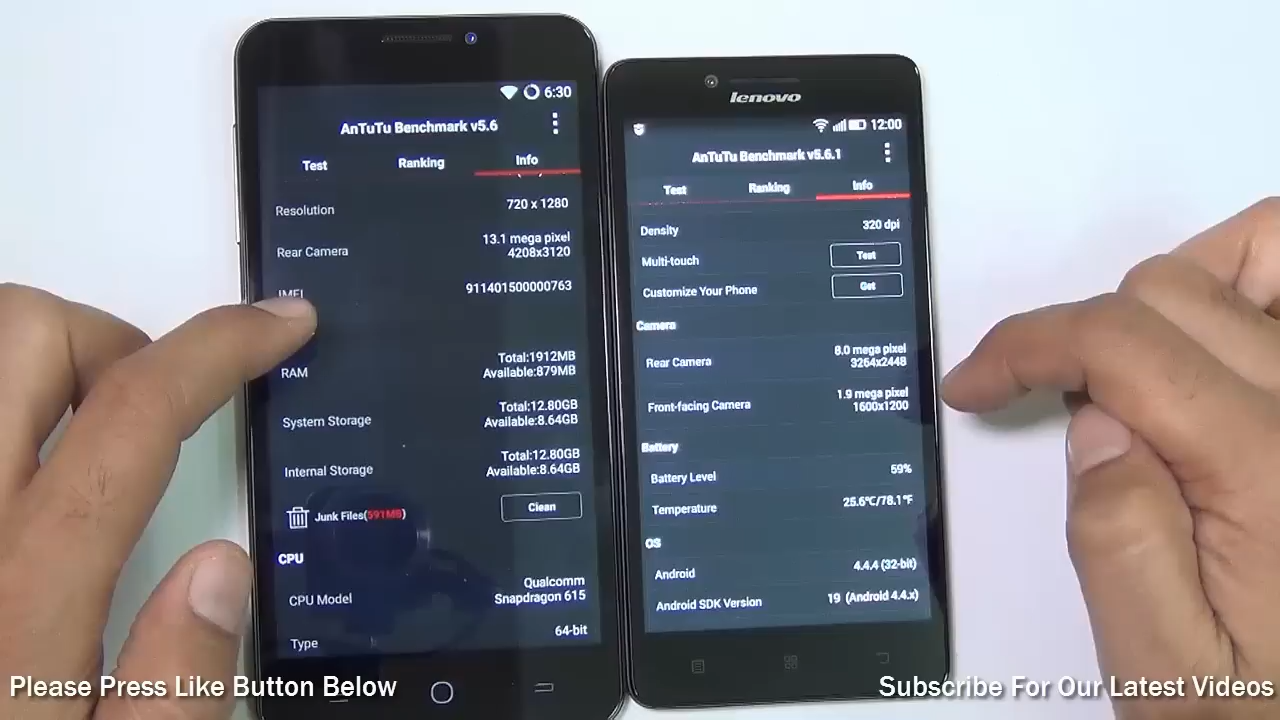 6:30
AnTuTu Benchmark v5.6
Test Ranking Info
Resolution 720 x 1280
Rear Camera 13.1 mega pixel
4208x3120
IMEI 911401500000763
RAM Total:1912MB
Available:879MB
System Storage Total:12.80GB
Available:8.64GB
Internal Storage Total:12.80GB
Available:8.64GB
Junk Files(591MB) Clean
CPU
CPU Model Qualcomm
Snapdragon 615
Type 64-bit
lenovo
12:00
AnTuTu Benchmark v5.6.1
Test Ranking Info
Density 320 dpi
Multi-touch Test
Customize Your Phone Get
Camera
Rear Camera 8.0 mega pixel
3264x2448
Front-facing Camera 1.9 mega pixel
1600x1200
Battery
Battery Level 59%
Temperature 25.6℃/78.1℉
OS
Android 4.4.4 (32-bit)
Android SDK Version 19 (Android 4.4.x)
Please Press Like Button Below
Subscribe For Our Latest Videos